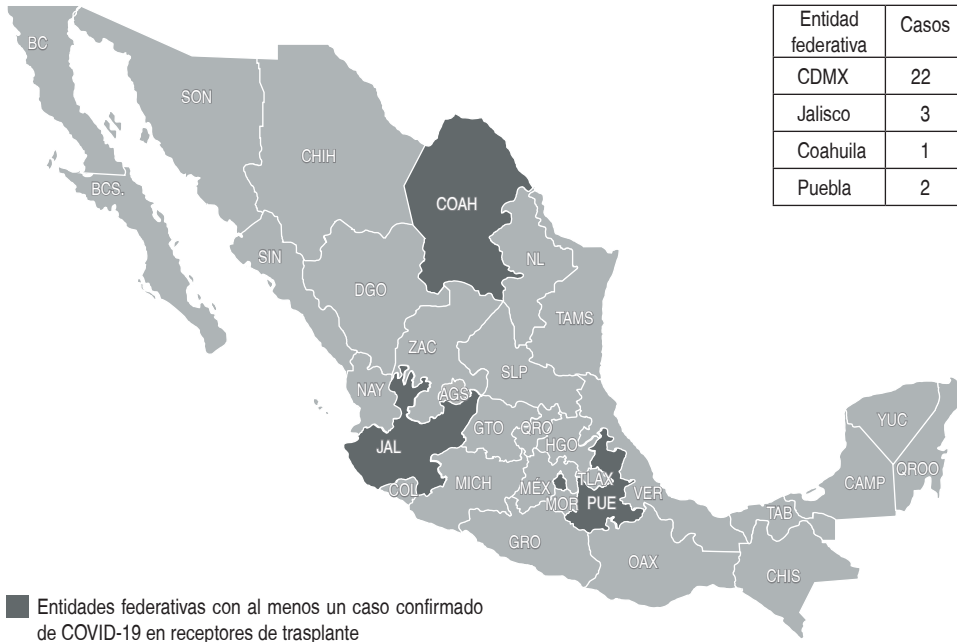 Entidad
federativa
Casos
CDMX 22
Jalisco 3
Coahuila 1
Puebla 2
BC
SON
CHIH
BCS.
COAH
SIN
NL
DGO
TAMS
ZAC
SLP
NAY
AGS
GTO
QRO
HGO
JAL
YUC
QROO
CAMP
COL
MICH
MÉX
TLAX
MOR
PUE
VER
TAB
GRO
OAX
CHIS
Entidades federativas con al menos un caso confirmado
de COVID-19 en receptores de trasplante